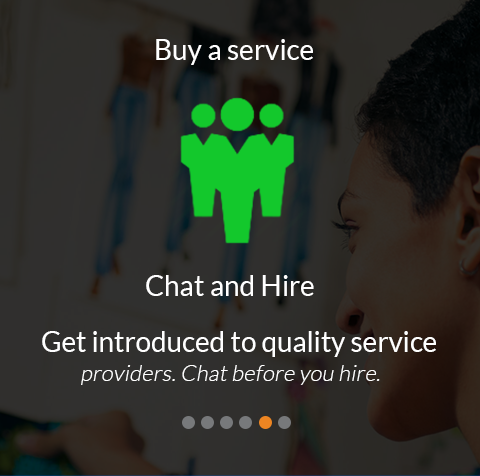 Buy a service
Chat and Hire
Get introduced to quality service
providers. Chat before you hire.